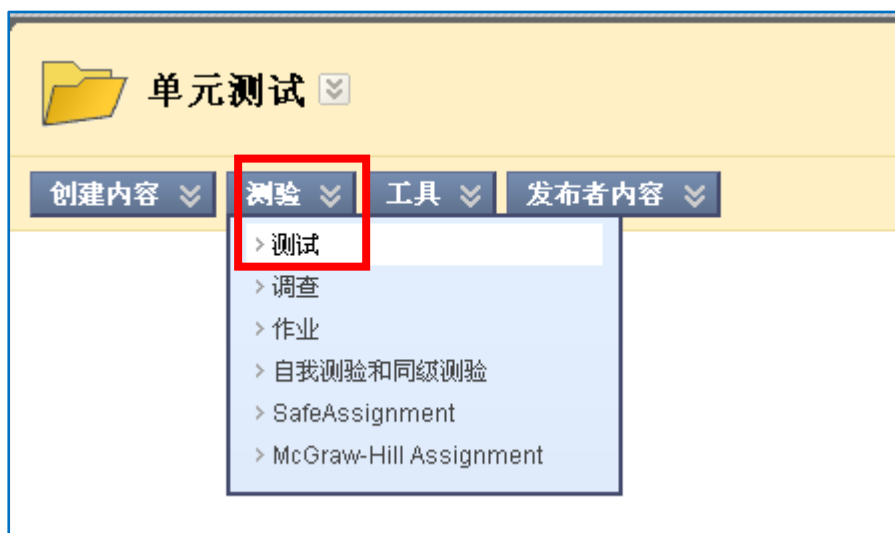 单元测试
创建内容 测验 工具 发布者内容
> 测试
> 调查
> 作业
> 自我测验和同级测验
> SafeAssignment
> McGraw-Hill Assignment